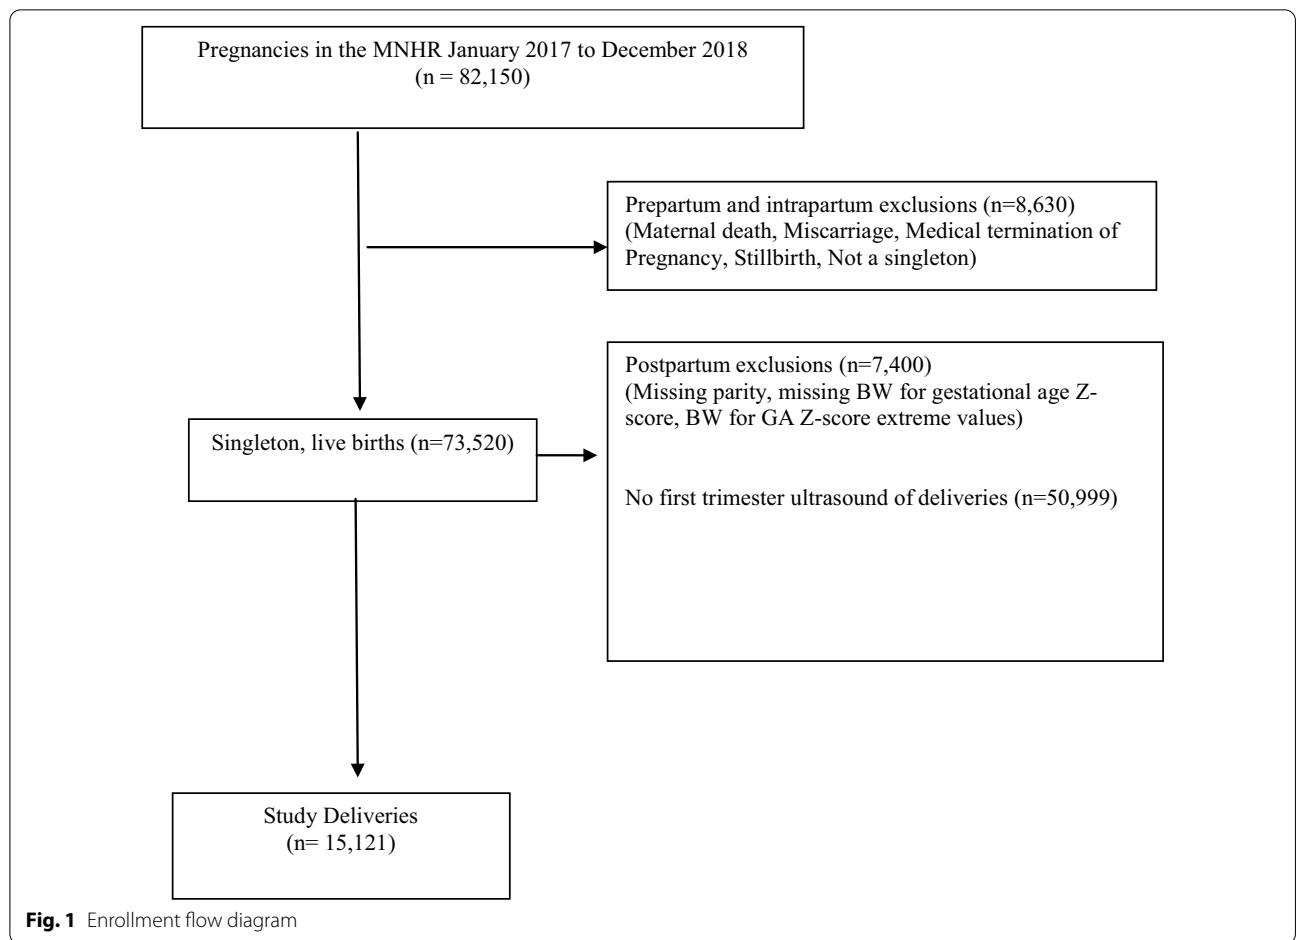 Pregnancies in the MNHR January 2017 to December 2018
(n = 82,150)
Prepartum and intrapartum exclusions (n=8,630)
(Maternal death, Miscarriage, Medical termination of
Pregnancy, Stillbirth, Not a singleton)
Postpartum exclusions (n=7,400)
(Missing parity, missing BW for gestational age Z-
score, BW for GA Z-score extreme values)
No first trimester ultrasound of deliveries (n=50,999)
Singleton, live births (n=73,520)
Study Deliveries
(n= 15,121)
Fig. 1 Enrollment flow diagram